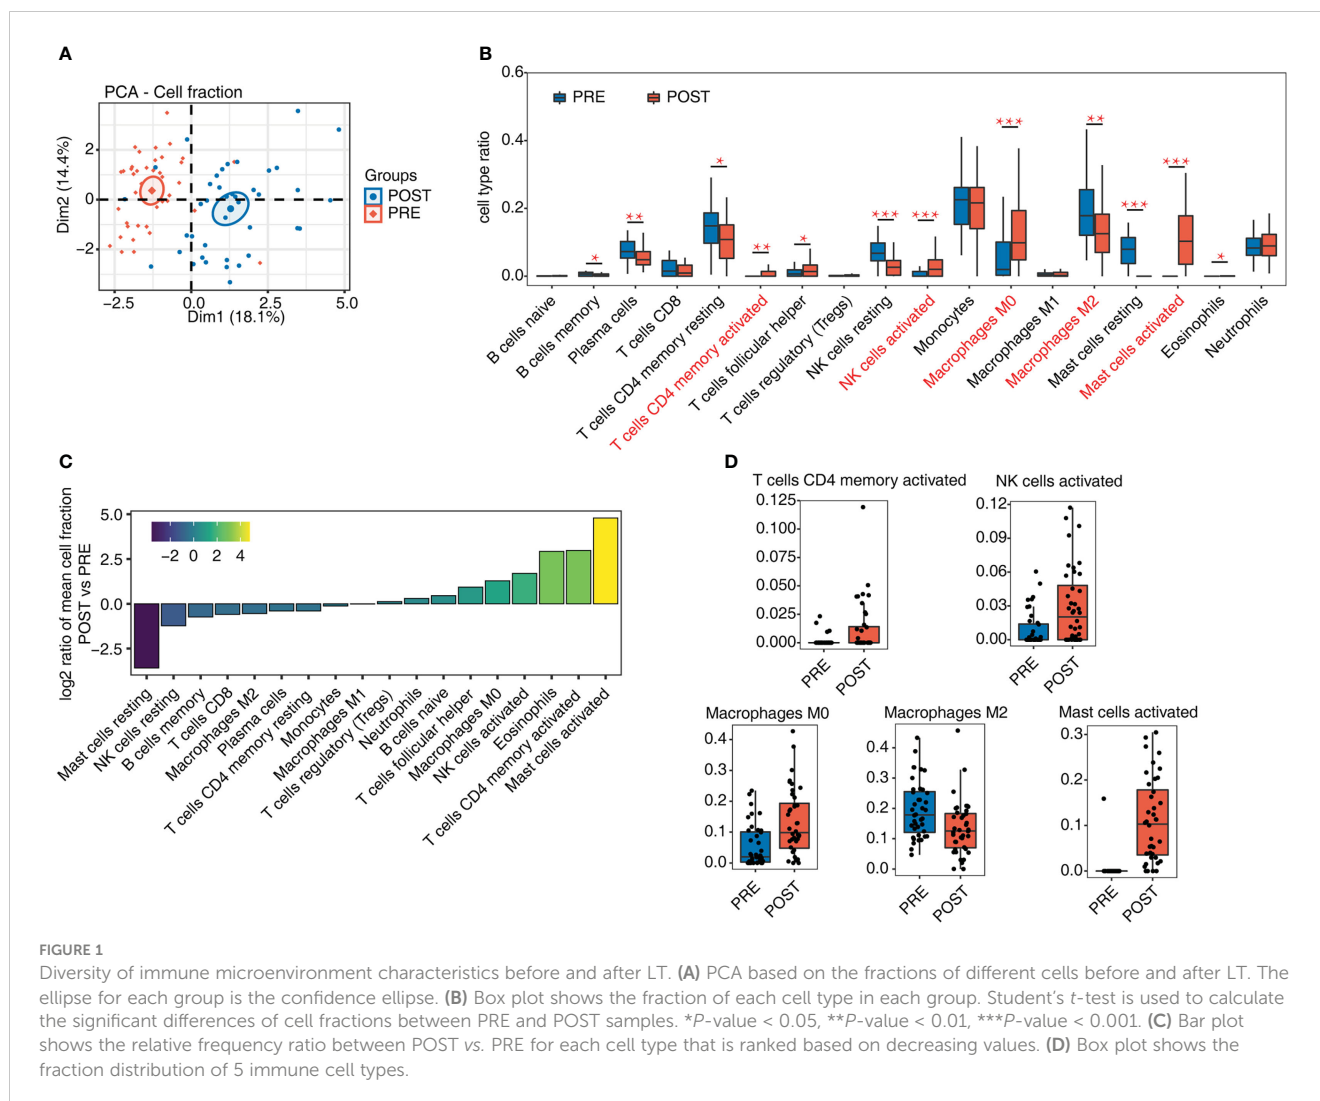 A
PCA - Cell fraction
Dim2 (14.4%)
2
0
−2
−2.5
0.0
2.5
5.0
Dim1 (18.1%)
Groups
POST
PRE
B
cell type ratio
0.6
0.4
0.2
0.0
PRE
POST
*
**
*
**
*
***
***
***
**
***
***
*
B cells naive
B cells memory
Plasma cells
T cells CD8
T cells CD4 memory resting
T cells CD4 memory activated
T cells follicular helper
T cells regulatory (Tregs)
NK cells resting
NK cells activated
Monocytes
Macrophages M0
Macrophages M1
Macrophages M2
Mast cells resting
Mast cells activated
Eosinophils
Neutrophils
C
log2 ratio of mean cell fraction
POST vs PRE
5.0
2.5
0.0
−2.5
−2 0 2 4
Mast cells resting
NK cells resting
B cells memory
T cells CD8
Macrophages M2
Plasma cells
T cells CD4 memory resting
Monocytes
Macrophages M1
T cells regulatory (Tregs)
Neutrophils
B cells naive
T cells follicular helper
Macrophages M0
NK cells activated
Eosinophils
T cells CD4 memory activated
Mast cells activated
D
T cells CD4 memory activated
0.125
0.100
0.075
0.050
0.025
0.000
PRE
POST
NK cells activated
0.12
0.09
0.06
0.03
0.00
PRE
POST
Macrophages M0
0.4
0.3
0.2
0.1
0.0
PRE
POST
Macrophages M2
0.4
0.3
0.2
0.1
0.0
PRE
POST
Mast cells activated
0.3
0.2
0.1
0.0
PRE
POST
FIGURE 1
Diversity of immune microenvironment characteristics before and after LT. (A) PCA based on the fractions of different cells before and after LT. The
ellipse for each group is the confidence ellipse. (B) Box plot shows the fraction of each cell type in each group. Student's t-test is used to calculate
the significant differences of cell fractions between PRE and POST samples. *P-value < 0.05, **P-value < 0.01, ***P-value < 0.001. (C) Bar plot
shows the relative frequency ratio between POST vs. PRE for each cell type that is ranked based on decreasing values. (D) Box plot shows the
fraction distribution of 5 immune cell types.